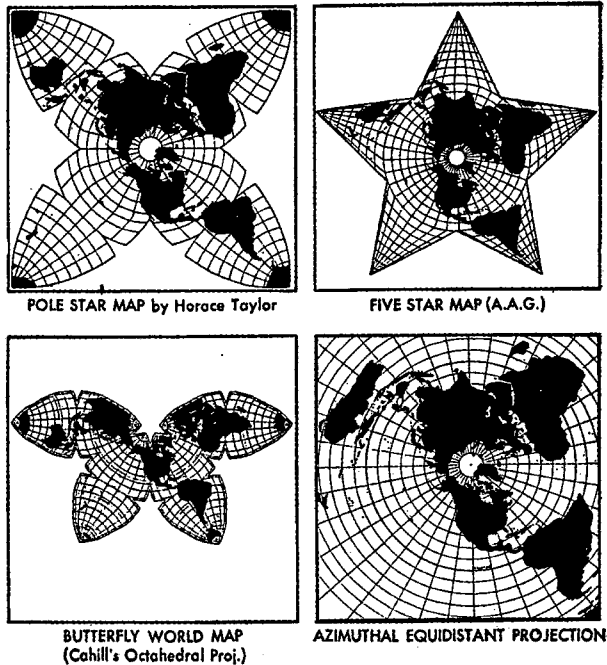 POLE STAR MAP by Horace Taylor
FIVE STAR MAP (A.A.G.)
BUTTERFLY WORLD MAP
(Cahill's Octahedral Proj.)
AZIMUTHAL EQUIDISTANT PROJECTION